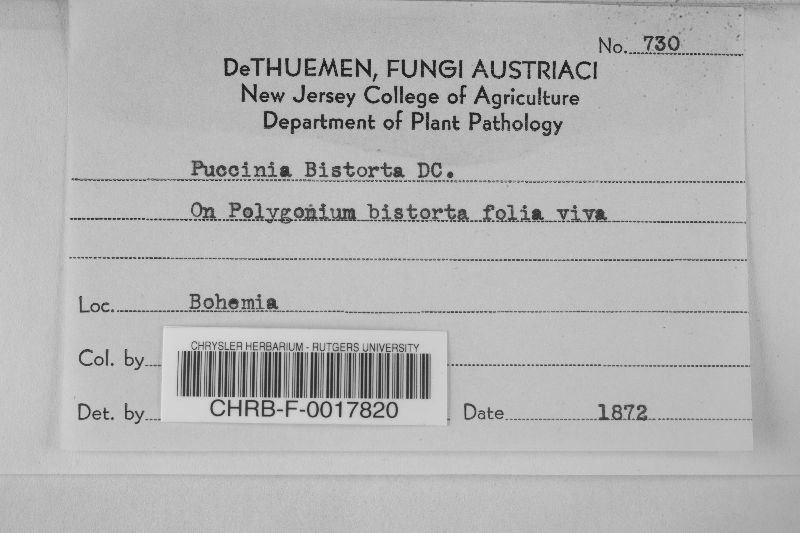 No. 730
DeTHUEMEN, FUNGI AUSTRIACI
New Jersey College of Agriculture
Department of Plant Pathology
Puccinia Bistorta DC.
On Polygonium bistorta folia viva
Loc. Bohemia
Col. by
CHRYSLER HERBARIUM - RUTGERS UNIVERSITY
CHRB-F-0017820
Det. by
Date 1872